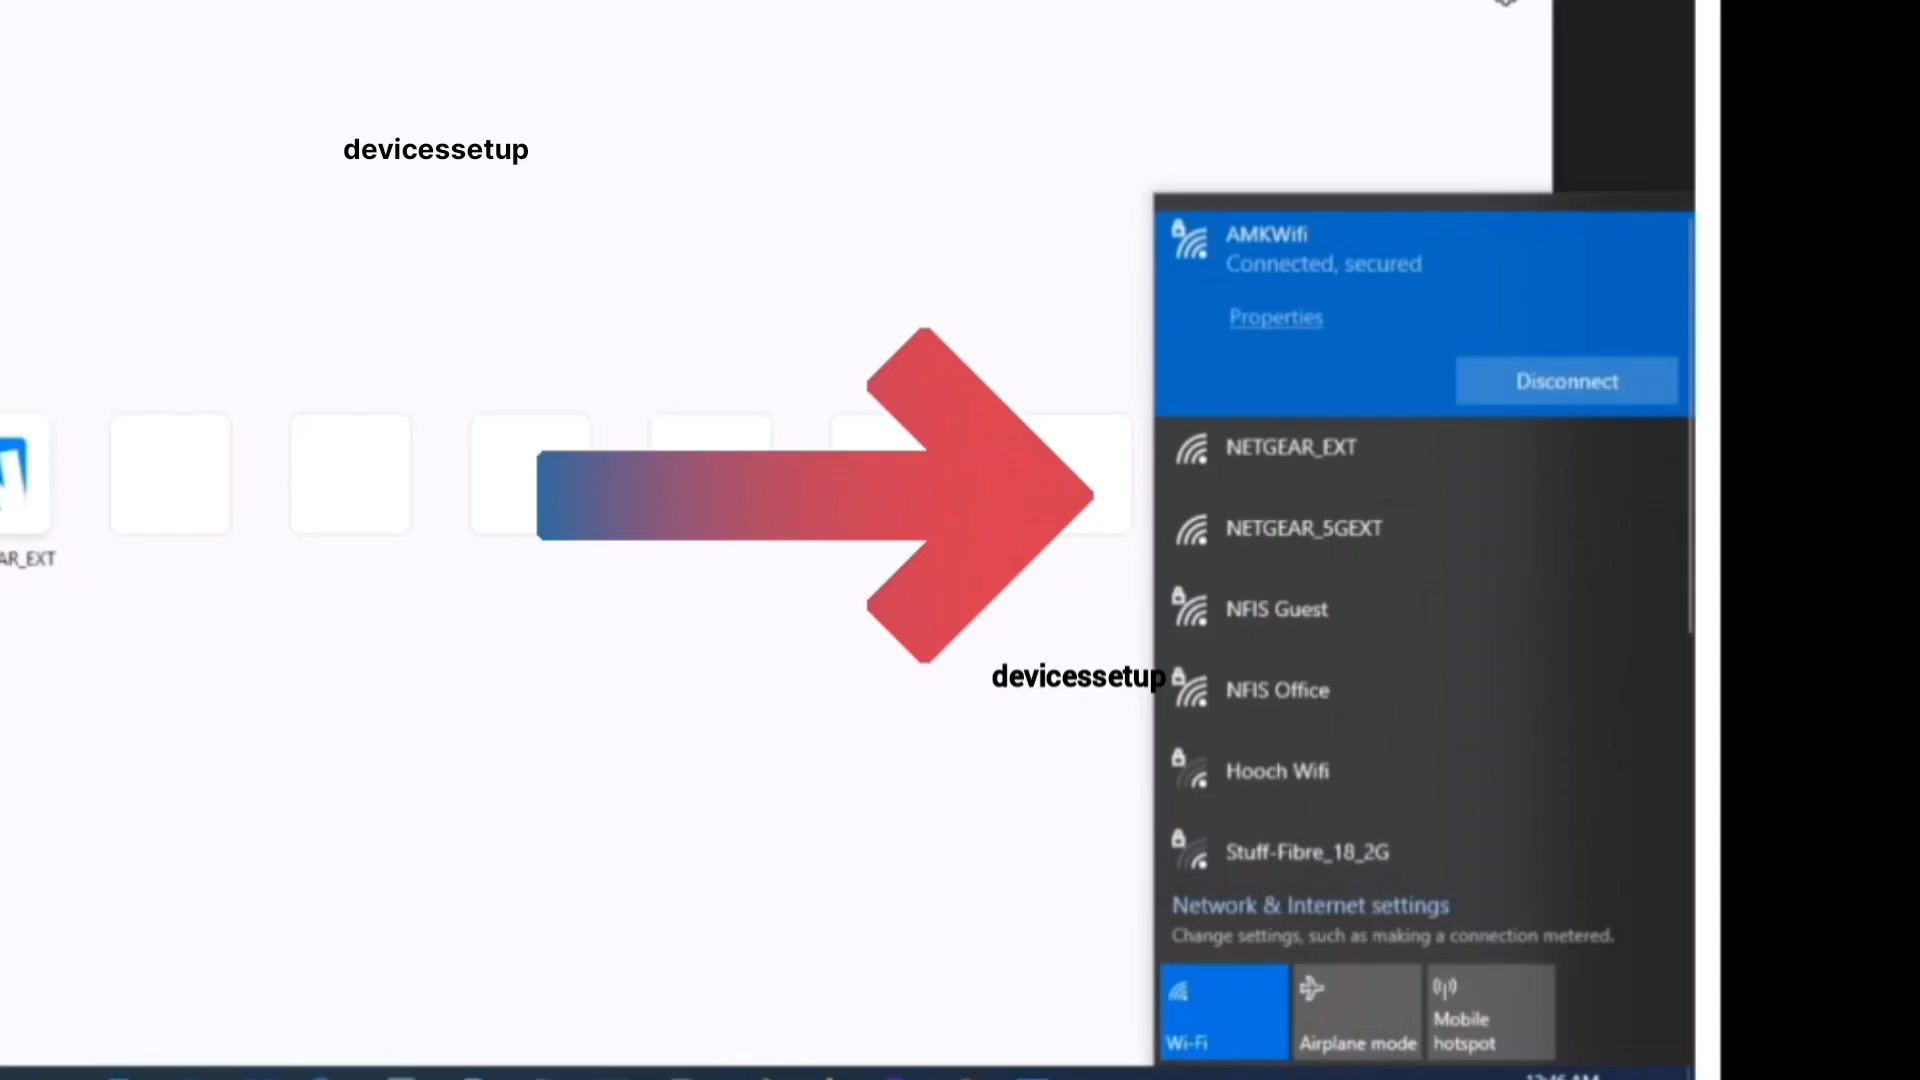 devicessetup
AMKWifi
Connected, secured
Properties
Disconnect
NETGEAR_EXT
NETGEAR_5GEXT
AR_EXT
NFIS Guest
devicessetup
NFIS Office
Hooch Wifi
Stuff-Fibre_18_2G
Network & Internet settings
Change settings, such as making a connection metered.
Wi-Fi
Airplane mode
Mobile
hotspot